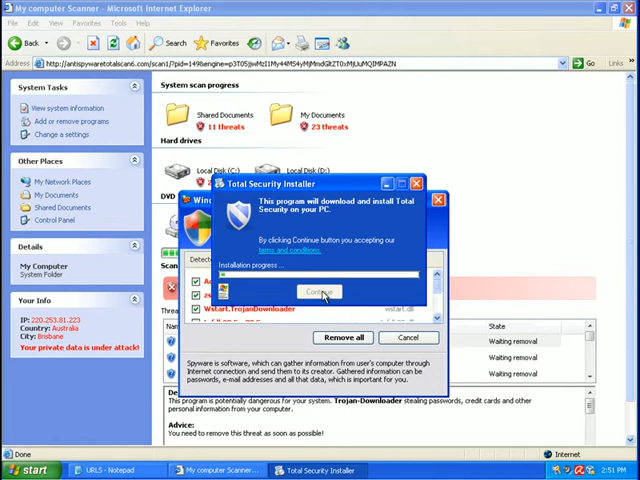 My computer Scanner - Microsoft Internet Explorer
File Edit View Favorites Tools Help
Back Search Favorites
Address Go Links
System Tasks
View system information
Add or remove programs
Change a settings
Other Places
My Network Places
My Documents
Shared Documents
Control Panel
Details
My Computer
System Folder
Your Info
IP: 220.253.81.223
Country: Australia
City: Brisbane
Your private data is under attack!
System scan progress
Shared Documents
11 threats
My Documents
23 threats
Hard drives
Local Disk (C:)
Local Disk (D:)
DVD
Total Security Installer
This program will download and install Total
Security on your PC.
By clicking Continue button you accepting our
terms and conditions.
Installation progress ...
Continue
Wstart.TrojanDownloader wstart.dll
Remove all Cancel
Spyware is software, which can gather information from user's computer through
Internet connection and send them to its creator. Gathered information can be
passwords, e-mail addresses and all that data, which is important for you.
State
Waiting removal
Waiting removal
Waiting removal
This program is potentially dangerous for your system. Trojan-Downloader stealing passwords, credit cards and other
personal information from your computer.
Advice:
You need to remove this threat as soon as possible!
Done Internet
start URLS - Notepad My computer Scanner... Total Security Installer 2:51 PM